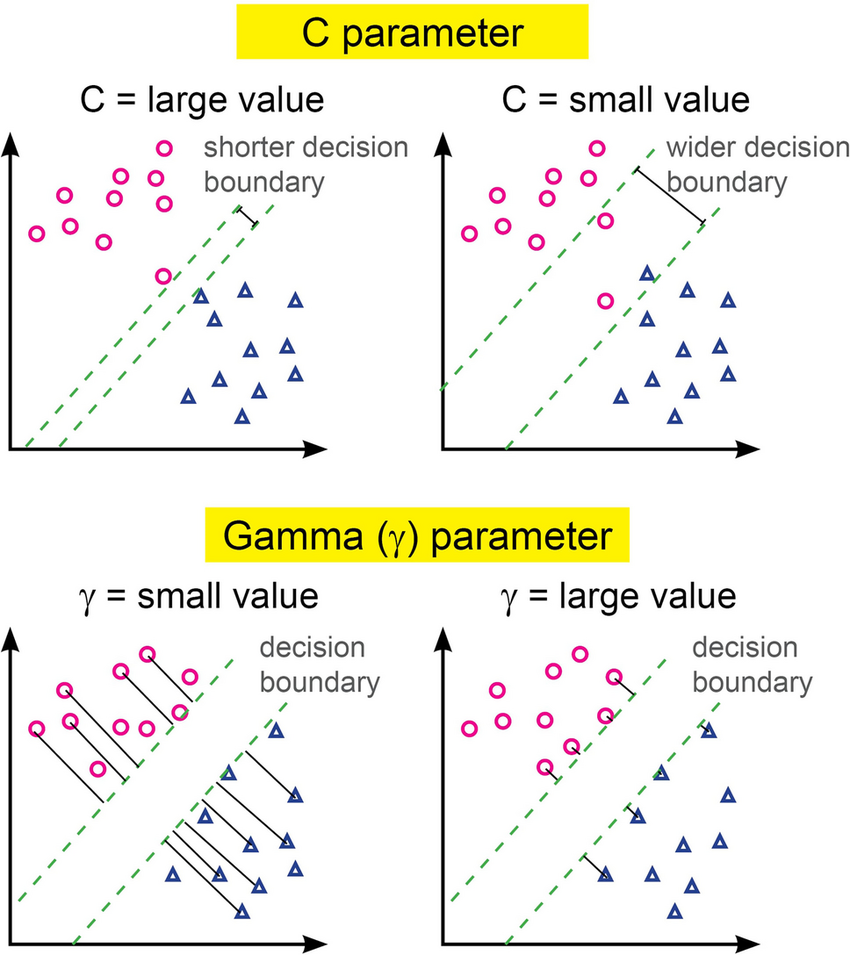 C parameter
C = large value
C = small value
shorter decision
boundary
wider decision
boundary
Gamma (γ) parameter
γ = small value
γ = large value
decision
boundary
decision
boundary